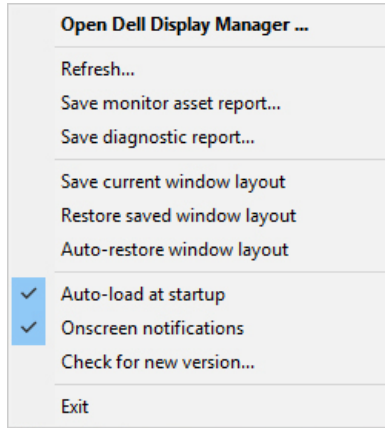 Open Dell Display Manager ...
Refresh...
Save monitor asset report...
Save diagnostic report...
Save current window layout
Restore saved window layout
Auto-restore window layout
Auto-load at startup
Onscreen notifications
Check for new version...
Exit